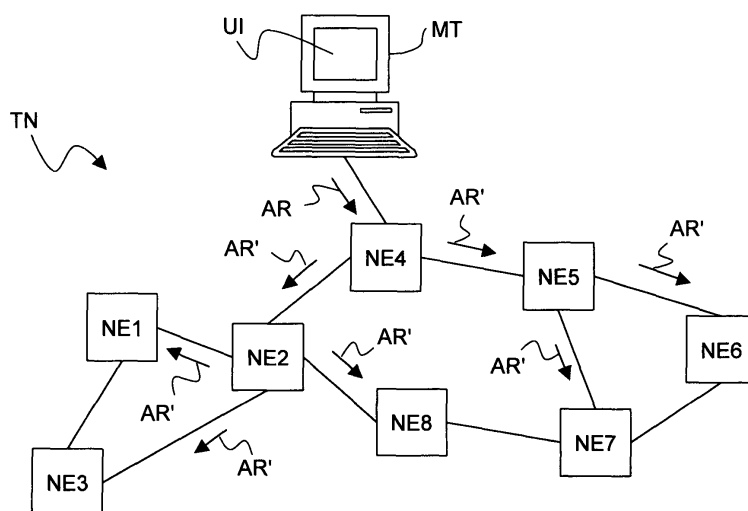 UI
MT
TN
AR
AR'
AR'
AR'
NE4
NE5
NE1
NE2
NE6
AR'
AR'
AR'
NE8
NE7
AR'
NE3